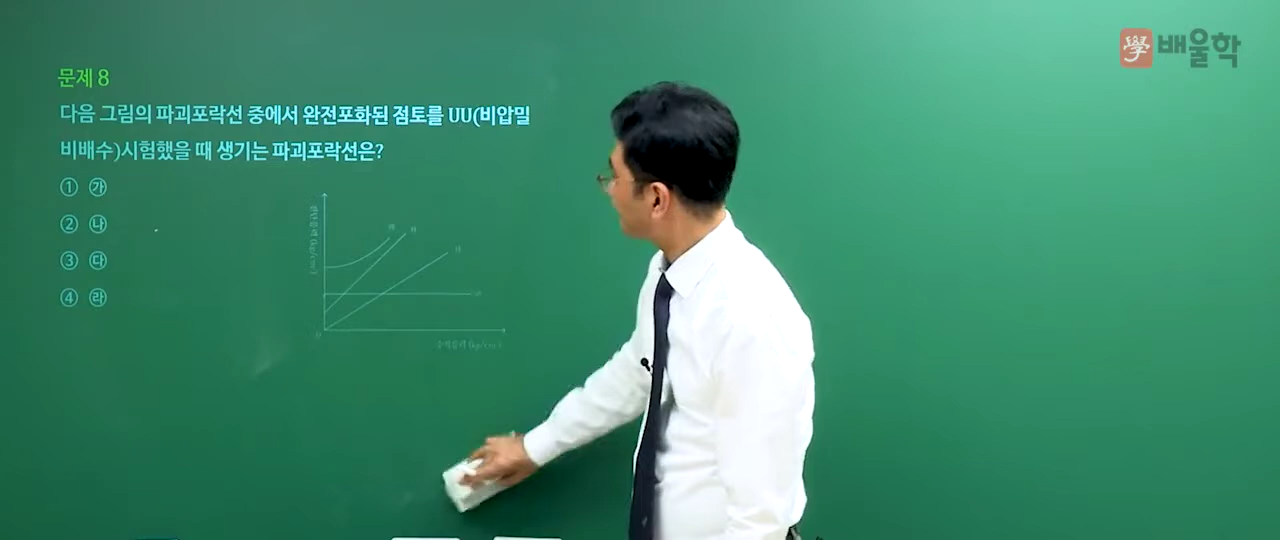 學 배울학
문제 8
다음 그림의 파괴포락선 중에서 완전포화된 점토를 UU(비압밀
비배수)시험했을 때 생기는 파괴포락선은?
① ㉮
② ㉯
③ ㉰
④ ㉱